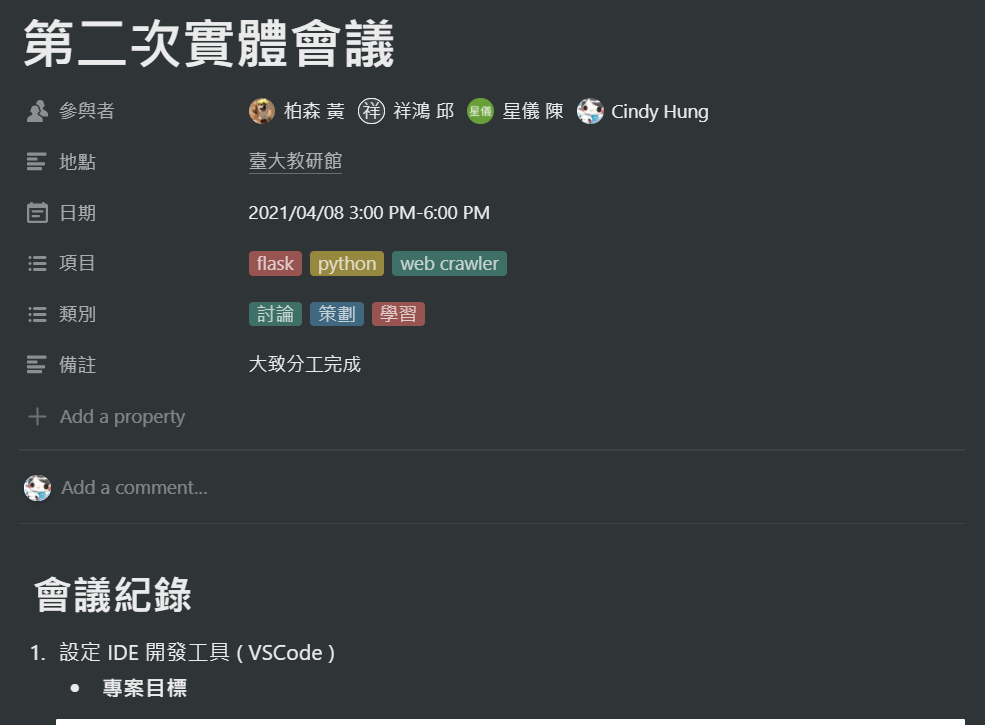 第二次實體會議
參與者 柏森 黃 祥 祥鴻 邱 星儀 星儀 陳 Cindy Hung
地點 臺大教研館
日期 2021/04/08 3:00 PM-6:00 PM
項目 flask python web crawler
類別 討論 策劃 學習
備註 大致分工完成
+ Add a property
Add a comment...
會議紀錄
1. 設定 IDE 開發工具 ( VSCode )
• 專案目標